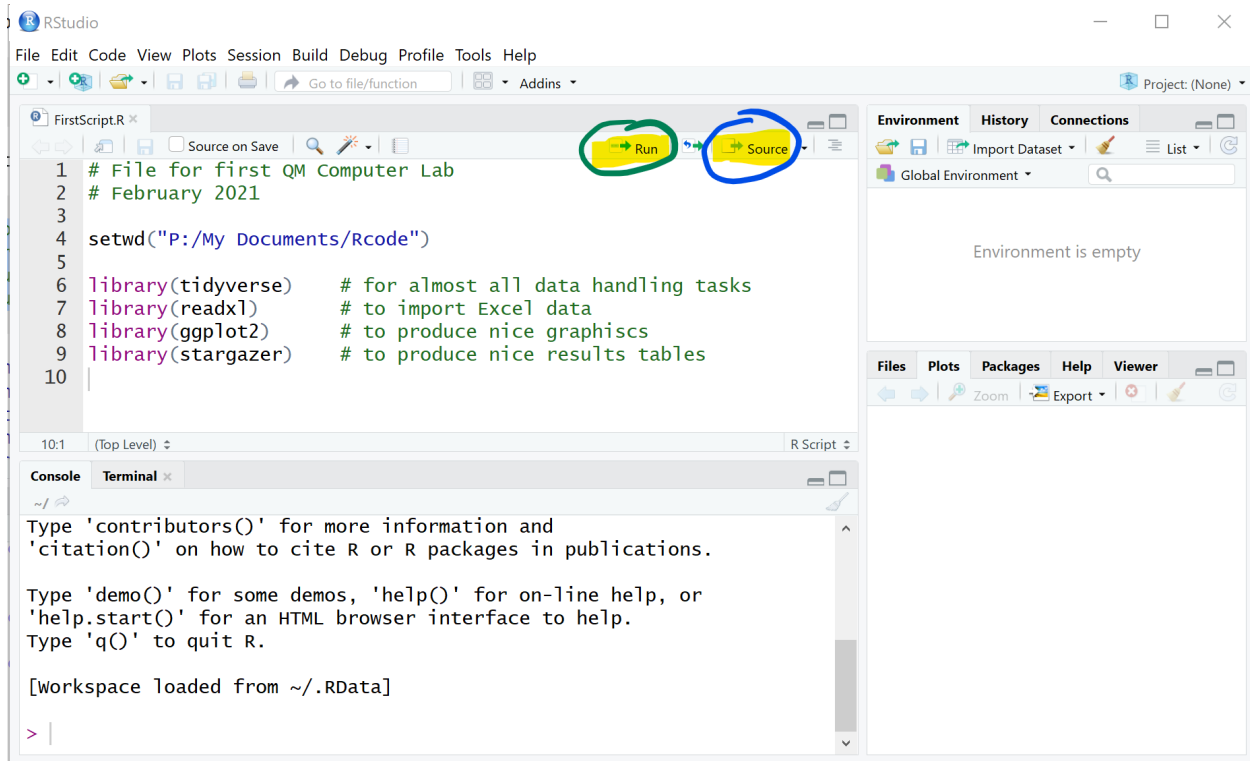 RStudio
File Edit Code View Plots Session Build Debug Profile Tools Help
Go to file/function Addins Project: (None)
FirstScript.R
Source on Save Run Source
1 # File for first QM Computer Lab
2 # February 2021
3
4 setwd("P:/My Documents/Rcode")
5
6 library(tidyverse) # for almost all data handling tasks
7 library(readxl) # to import Excel data
8 library(ggplot2) # to produce nice graphiscs
9 library(stargazer) # to produce nice results tables
10
10:1 (Top Level) R Script
Console Terminal
~/
Type 'contributors()' for more information and
'citation()' on how to cite R or R packages in publications.
Type 'demo()' for some demos, 'help()' for on-line help, or
'help.start()' for an HTML browser interface to help.
Type 'q()' to quit R.
[Workspace loaded from ~/.RData]
>
Environment History Connections
Import Dataset List
Global Environment
Environment is empty
Files Plots Packages Help Viewer
Zoom Export